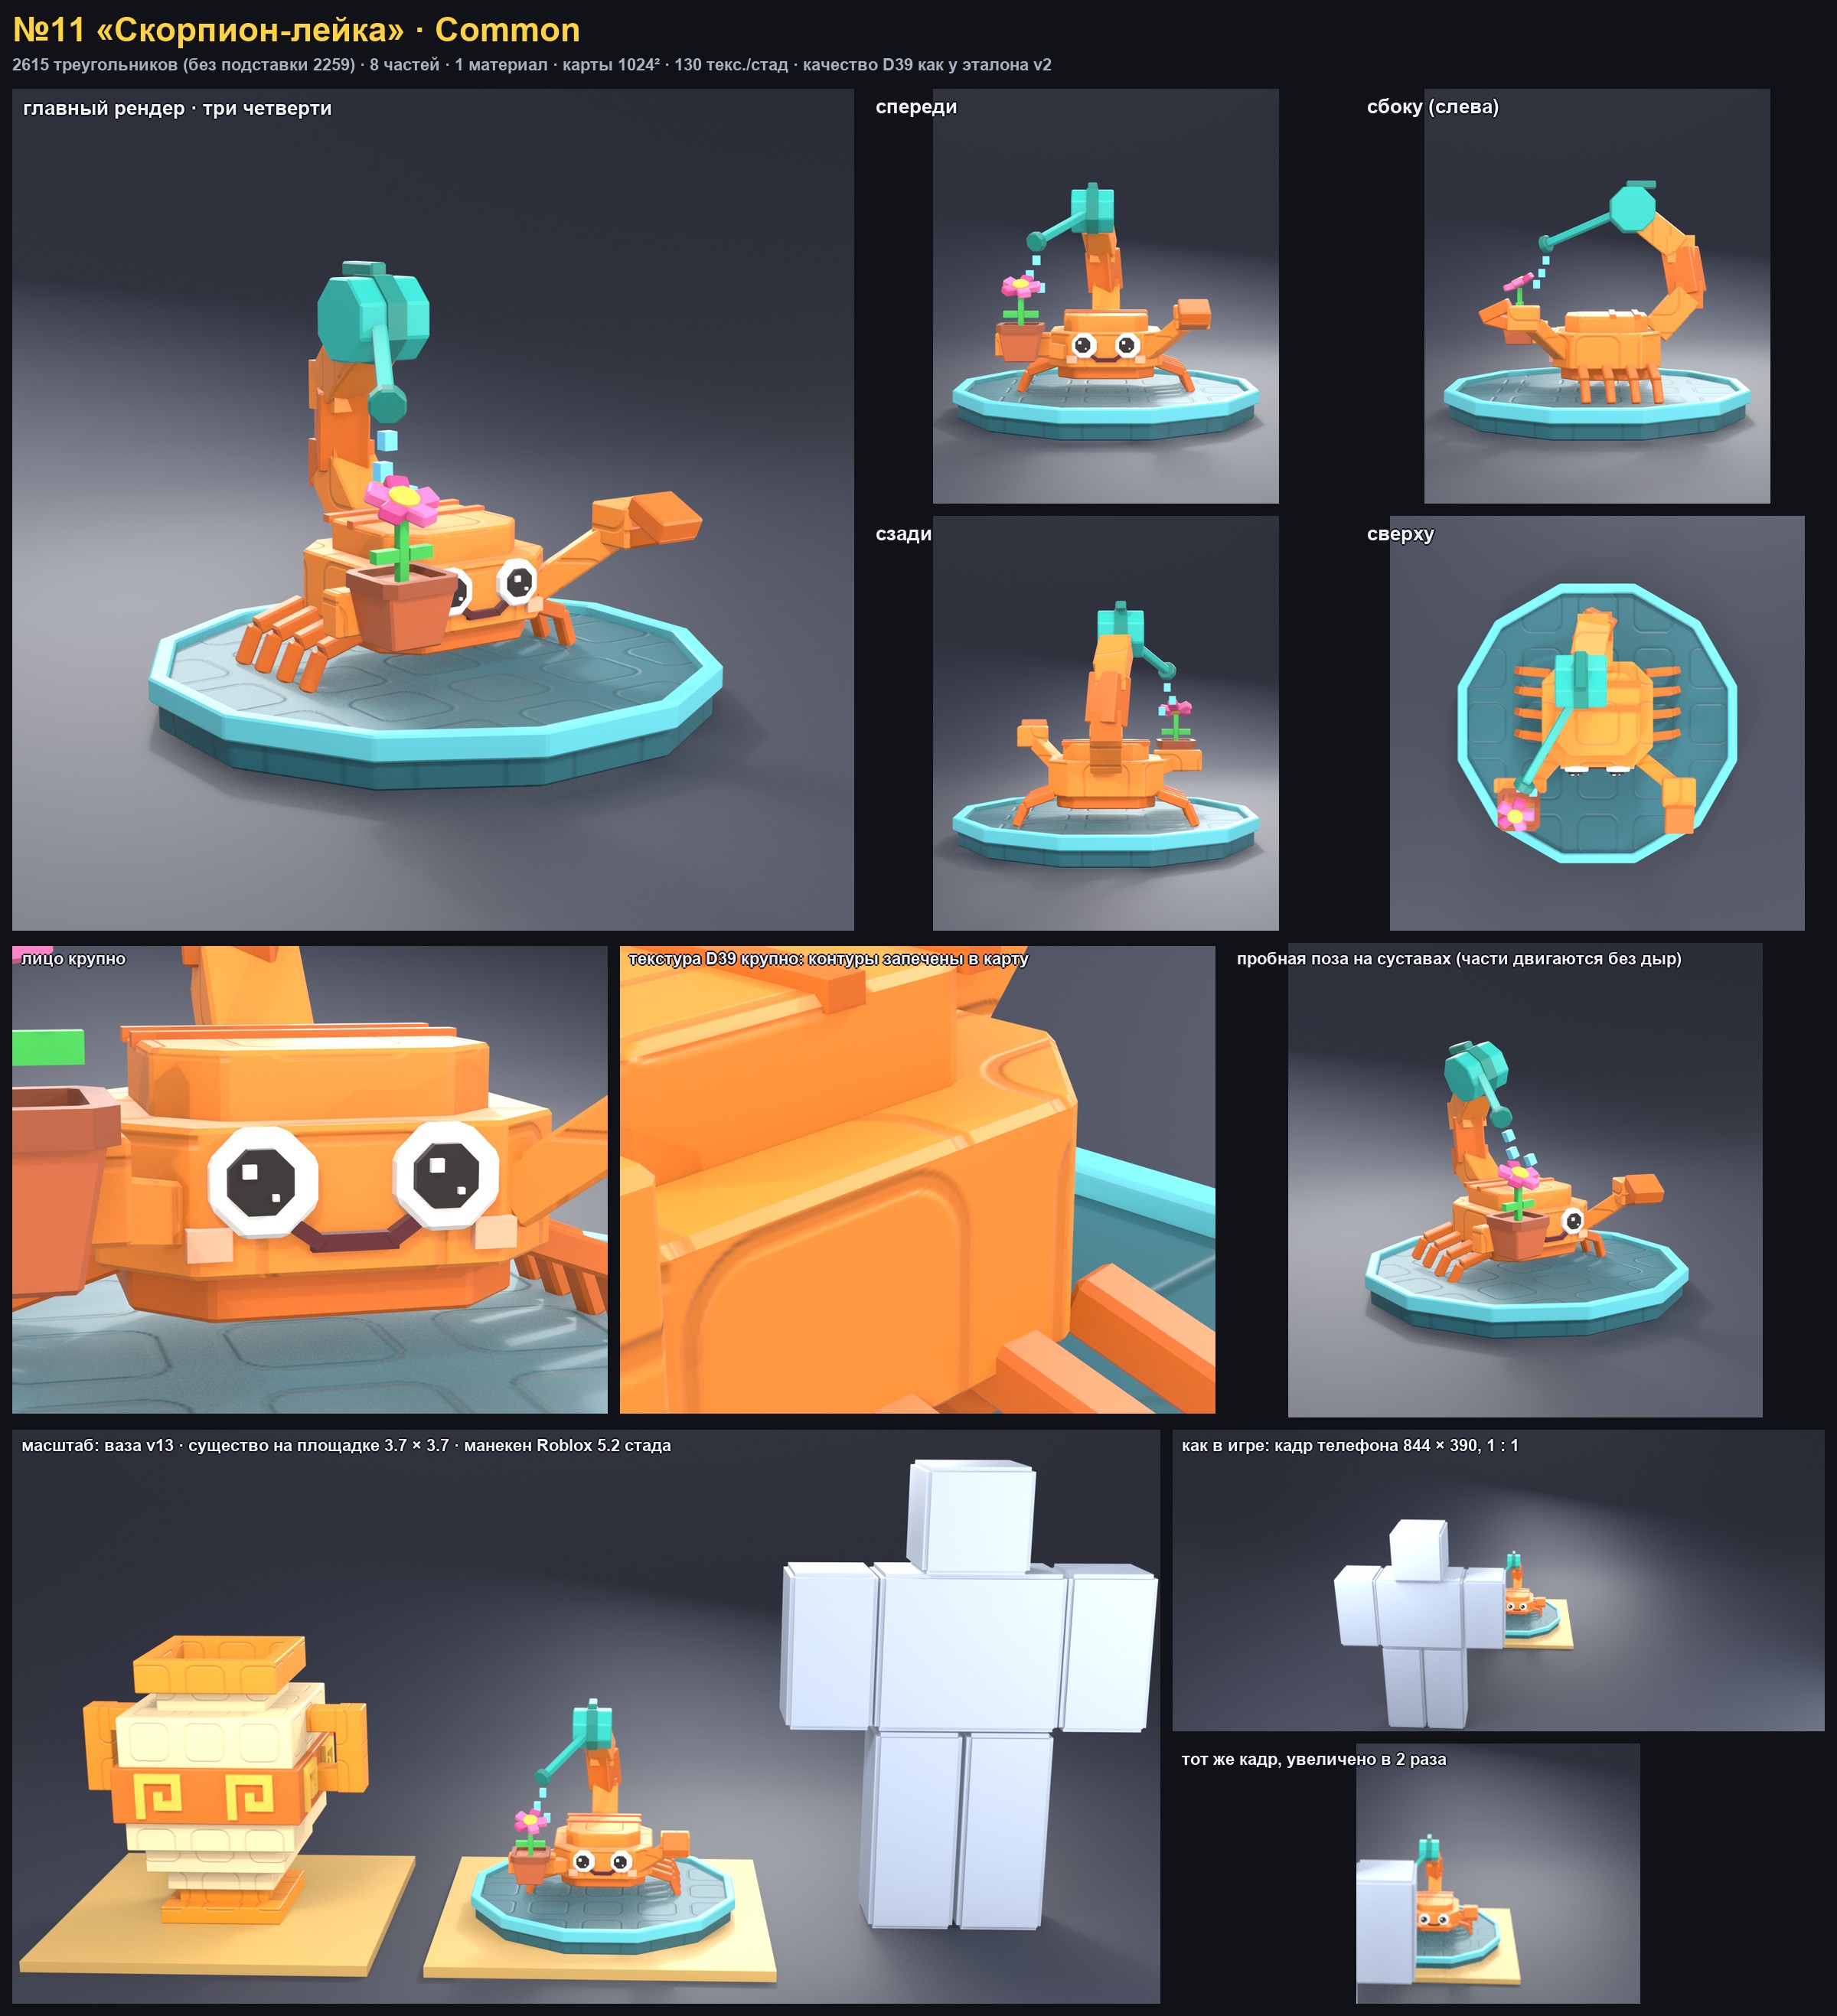 №11 «Скорпион-лейка» · Common
2615 треугольников (без подставки 2259) · 8 частей · 1 материал · карты 1024² · 130 текс./стад · качество D39 как у эталона v2
главный рендер · три четверти
спереди
сбоку (слева)
сзади
сверху
лицо крупно
текстура D39 крупно: контуры запечены в карту
пробная поза на суставах (части двигаются без дыр)
масштаб: ваза v13 · существо на площадке 3.7 × 3.7 · манекен Roblox 5.2 стада
как в игре: кадр телефона 844 × 390, 1 : 1
тот же кадр, увеличено в 2 раза